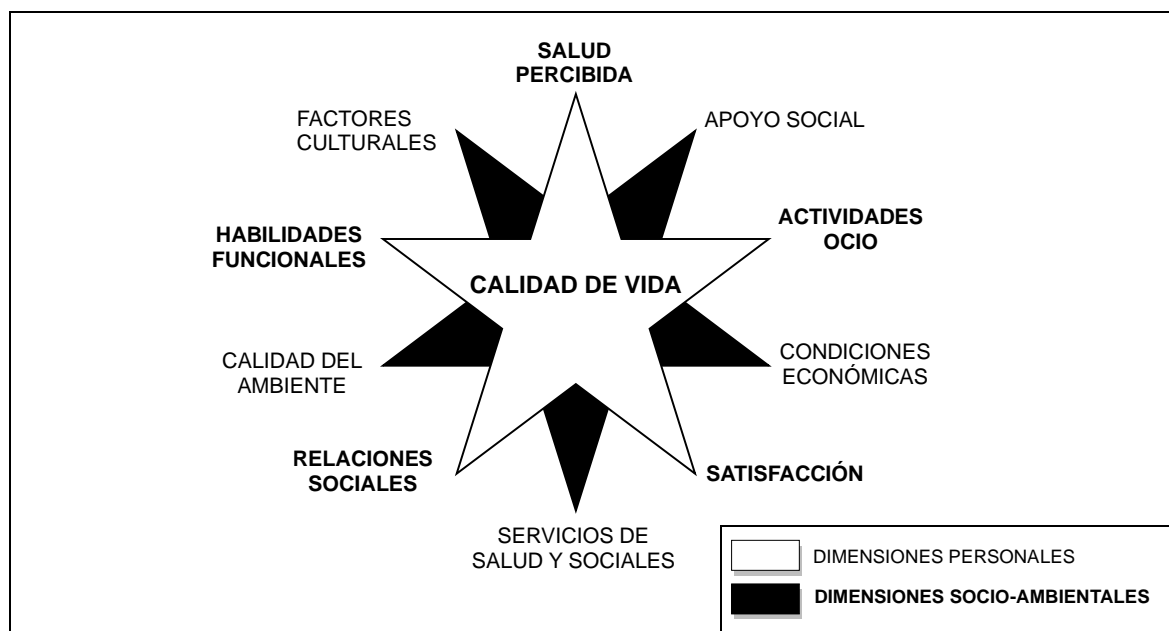 SALUD
PERCIBIDA
FACTORES
CULTURALES
APOYO SOCIAL
HABILIDADES
FUNCIONALES
ACTIVIDADES
OCIO
CALIDAD DE VIDA
CALIDAD DEL
AMBIENTE
CONDICIONES
ECONÓMICAS
RELACIONES
SOCIALES
SATISFACCIÓN
SERVICIOS DE
SALUD Y SOCIALES
DIMENSIONES PERSONALES
DIMENSIONES SOCIO-AMBIENTALES